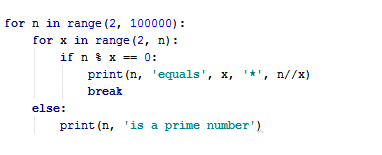 for n in range(2, 100000):
    for x in range(2, n):
        if n % x == 0:
            print(n, 'equals', x, '*', n//x)
            break
    else:
        print(n, 'is a prime number')